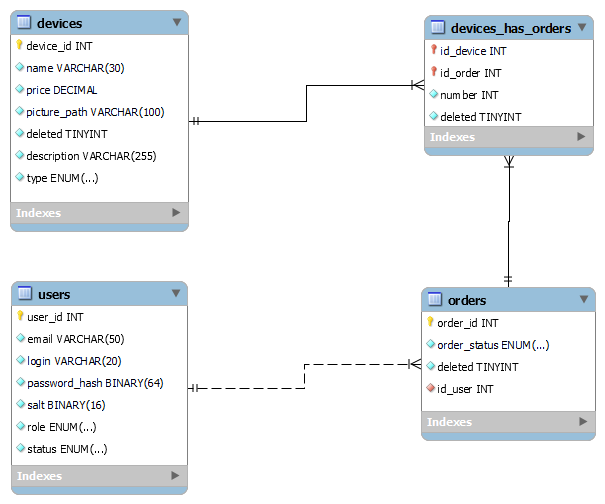 devices
device_id INT
name VARCHAR(30)
price DECIMAL
picture_path VARCHAR(100)
deleted TINYINT
description VARCHAR(255)
type ENUM(...)
Indexes
devices_has_orders
id_device INT
id_order INT
number INT
deleted TINYINT
Indexes
users
user_id INT
email VARCHAR(50)
login VARCHAR(20)
password_hash BINARY(64)
salt BINARY(16)
role ENUM(...)
status ENUM(...)
Indexes
orders
order_id INT
order_status ENUM(...)
deleted TINYINT
id_user INT
Indexes